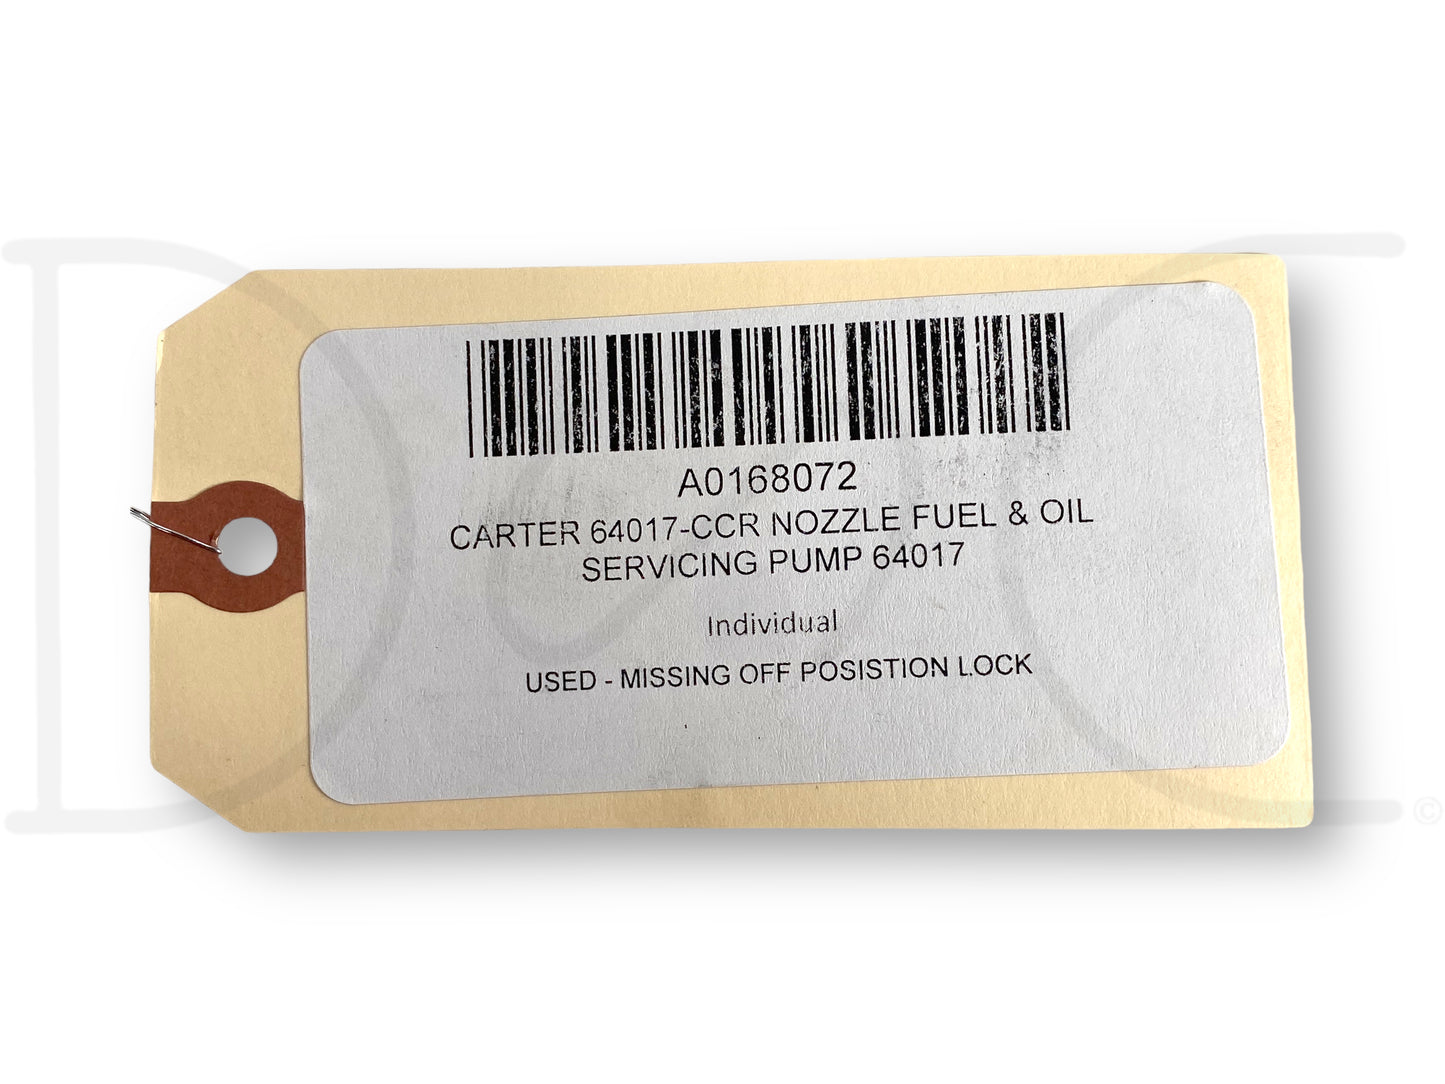 A0168072
CARTER 64017-CCR NOZZLE FUEL & OIL
SERVICING PUMP 64017
Individual
USED - MISSING OFF POSISTION LOCK
©